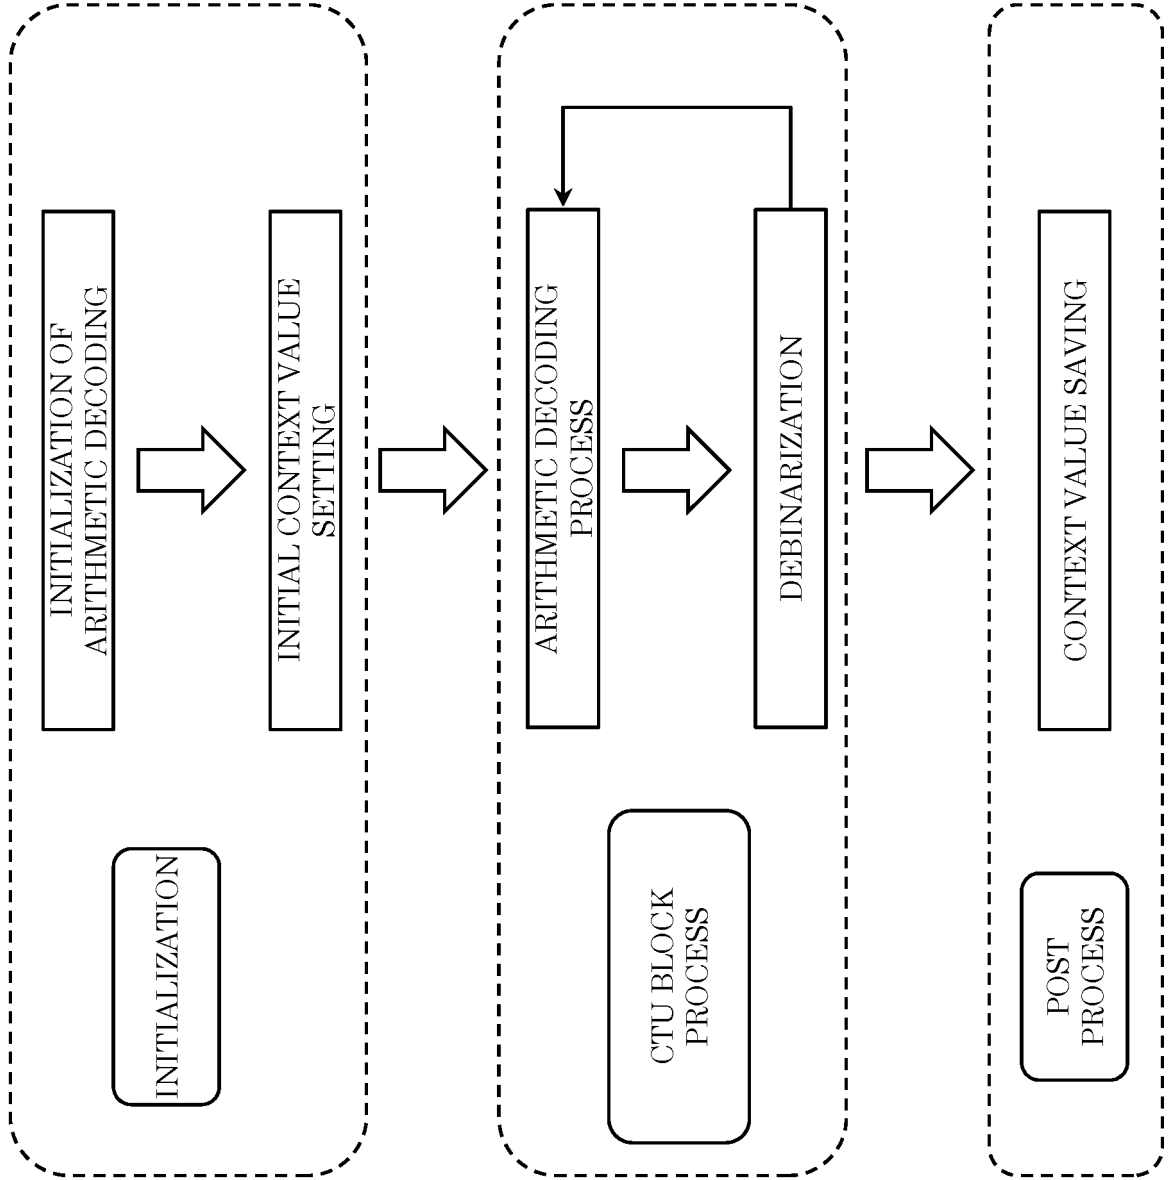 INITIALIZATION
INITIALIZATION OF
ARITHMETIC DECODING
INITIAL CONTEXT VALUE
SETTING
CTU BLOCK
PROCESS
ARITHMETIC DECODING
PROCESS
DEBINARIZATION
POST
PROCESS
CONTEXT VALUE SAVING